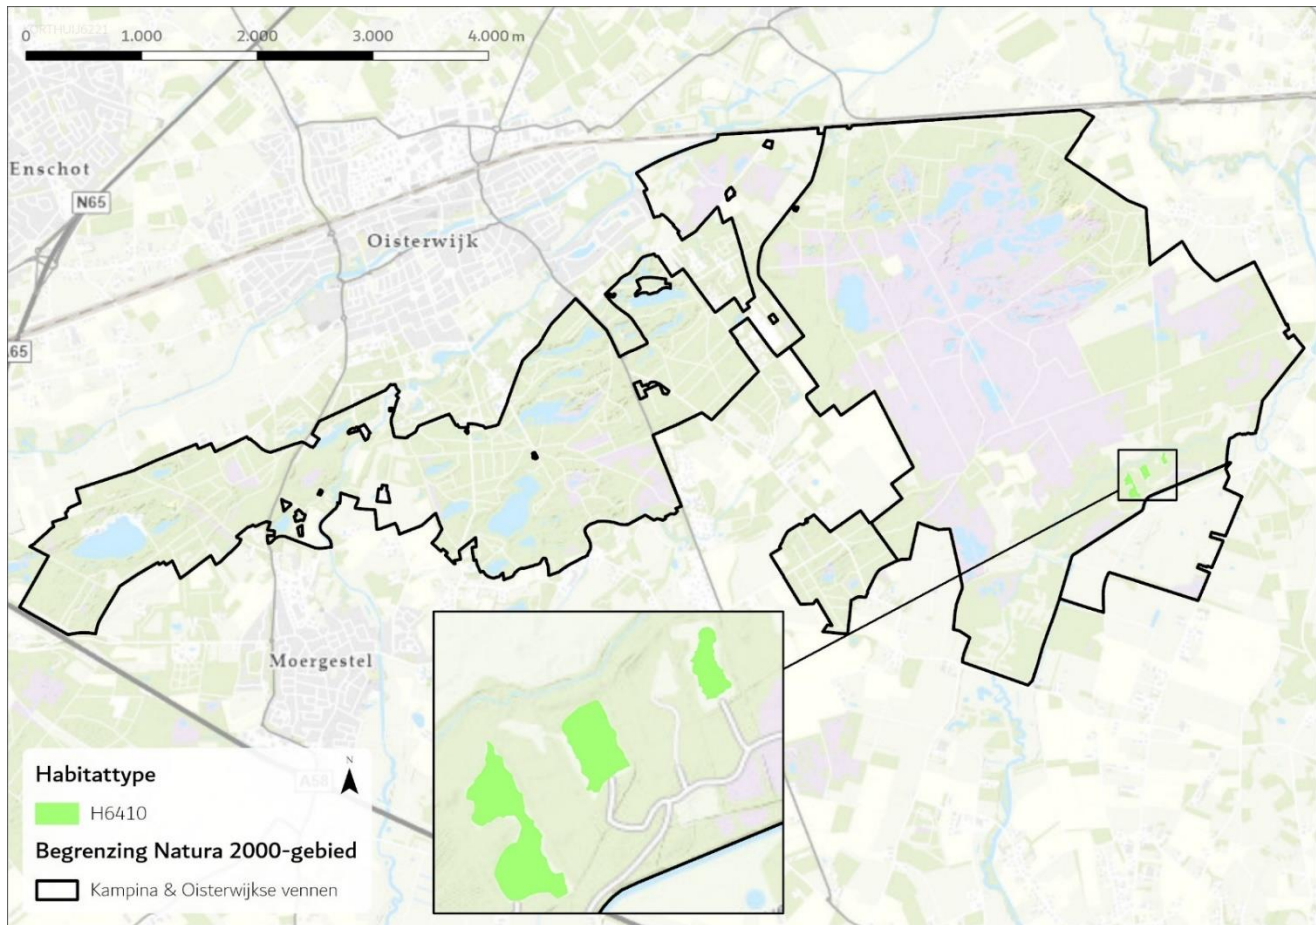 0 1.000 2.000 3.000 4.000 m
Enschot
N65
Oisterwijk
65
Moergestel
A58
N
Habitattype
H6410
Begrenzing Natura 2000-gebied
Kampina & Oisterwijkse vennen